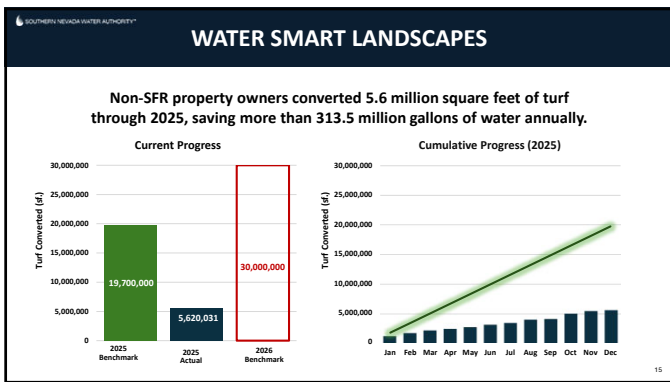 SOUTHERN NEVADA WATER AUTHORITY™
WATER SMART LANDSCAPES
Non-SFR property owners converted 5.6 million square feet of turf
through 2025, saving more than 313.5 million gallons of water annually.
Current Progress
Turf Converted (sf.)
30,000,000
25,000,000
20,000,000
15,000,000
10,000,000
5,000,000
0
19,700,000
5,620,031
30,000,000
2025
Benchmark
2025
Actual
2026
Benchmark
Cumulative Progress (2025)
Turf Converted (sf.)
30,000,000
25,000,000
20,000,000
15,000,000
10,000,000
5,000,000
0
Jan Feb Mar Apr May Jun Jul Aug Sep Oct Nov Dec
15